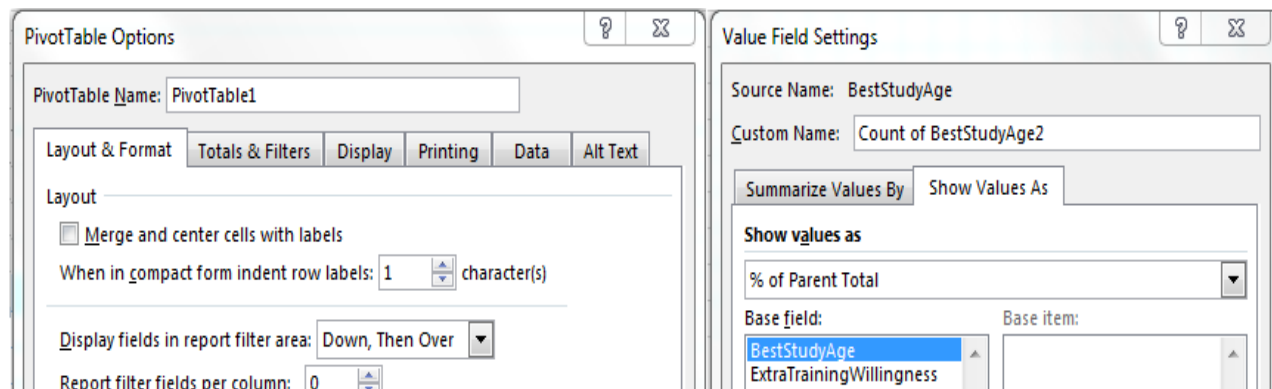 PivotTable Options
PivotTable Name: PivotTable1
Layout & Format Totals & Filters Display Printing Data Alt Text
Layout
Merge and center cells with labels
When in compact form indent row labels: 1 character(s)
Display fields in report filter area: Down, Then Over
Report filter fields per column: 0
Value Field Settings
Source Name: BestStudyAge
Custom Name: Count of BestStudyAge2
Summarize Values By Show Values As
Show values as
% of Parent Total
Base field: Base item:
BestStudyAge
ExtraTrainingWillingness